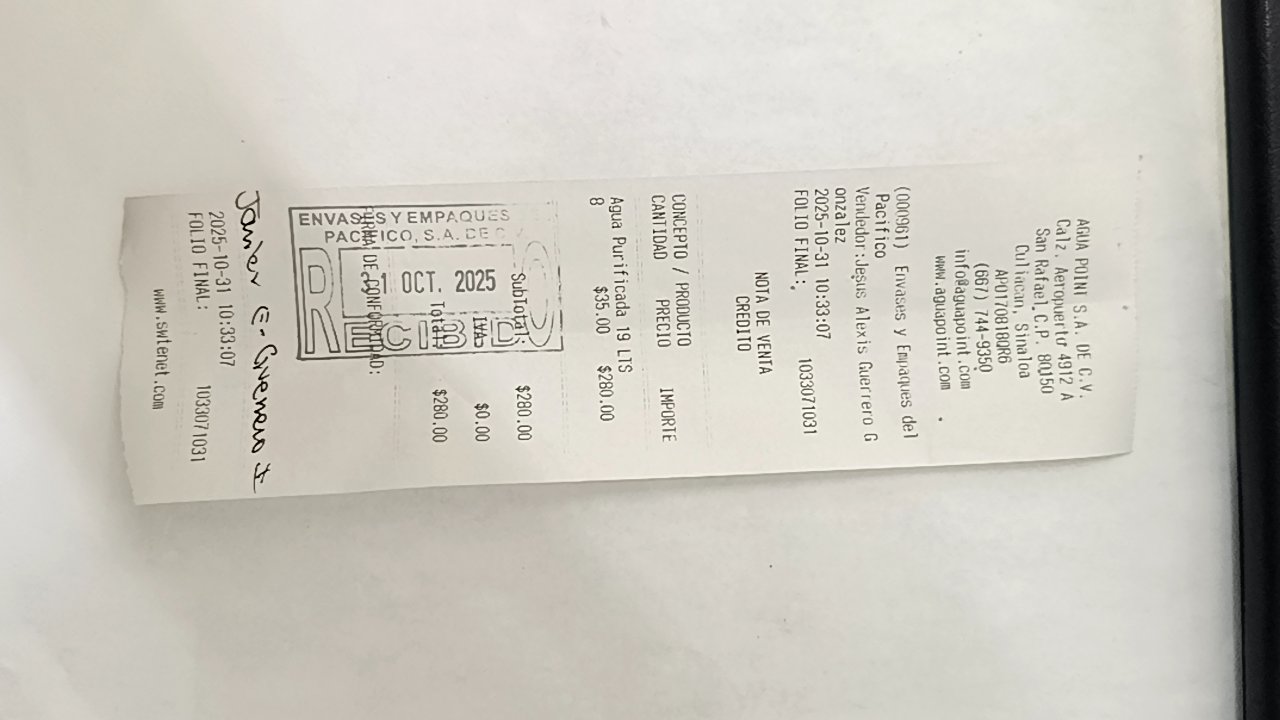 AGUA POINT S.A. DE C.V.
Calz. Aeropuerto 4912 A
San Rafael C.P. 80150
Culiacan, Sinaloa
APO170818QR6
(667) 744-9350
info@aguapoint.com
www.aguapoint.com
(000961) Envases y Empaques del
Pacifico
Vendedor:Jesus Alexis Guerrero G
onzalez
2025-10-31 10:33:07
FOLIO FINAL: 1033071031
NOTA DE VENTA
CREDITO
CONCEPTO / PRODUCTO
CANTIDAD PRECIO IMPORTE
Agua Purificada 19 LTS
8 $35.00 $280.00
SubTotal: $280.00
IVA: $0.00
Total: $280.00
FIRMA DE CONFORMIDAD:
ENVASES Y EMPAQUES
PACIFICO, S.A. DE C.V.
31 OCT. 2025
RECIBIDO
Javier E. Guerrero
2025-10-31 10:33:07
FOLIO FINAL: 1033071031
www.swtenet.com